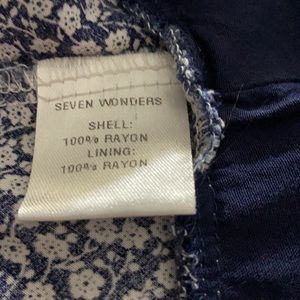 SEVEN WONDERS
SHELL:
100% RAYON
LINING:
100% RAYON